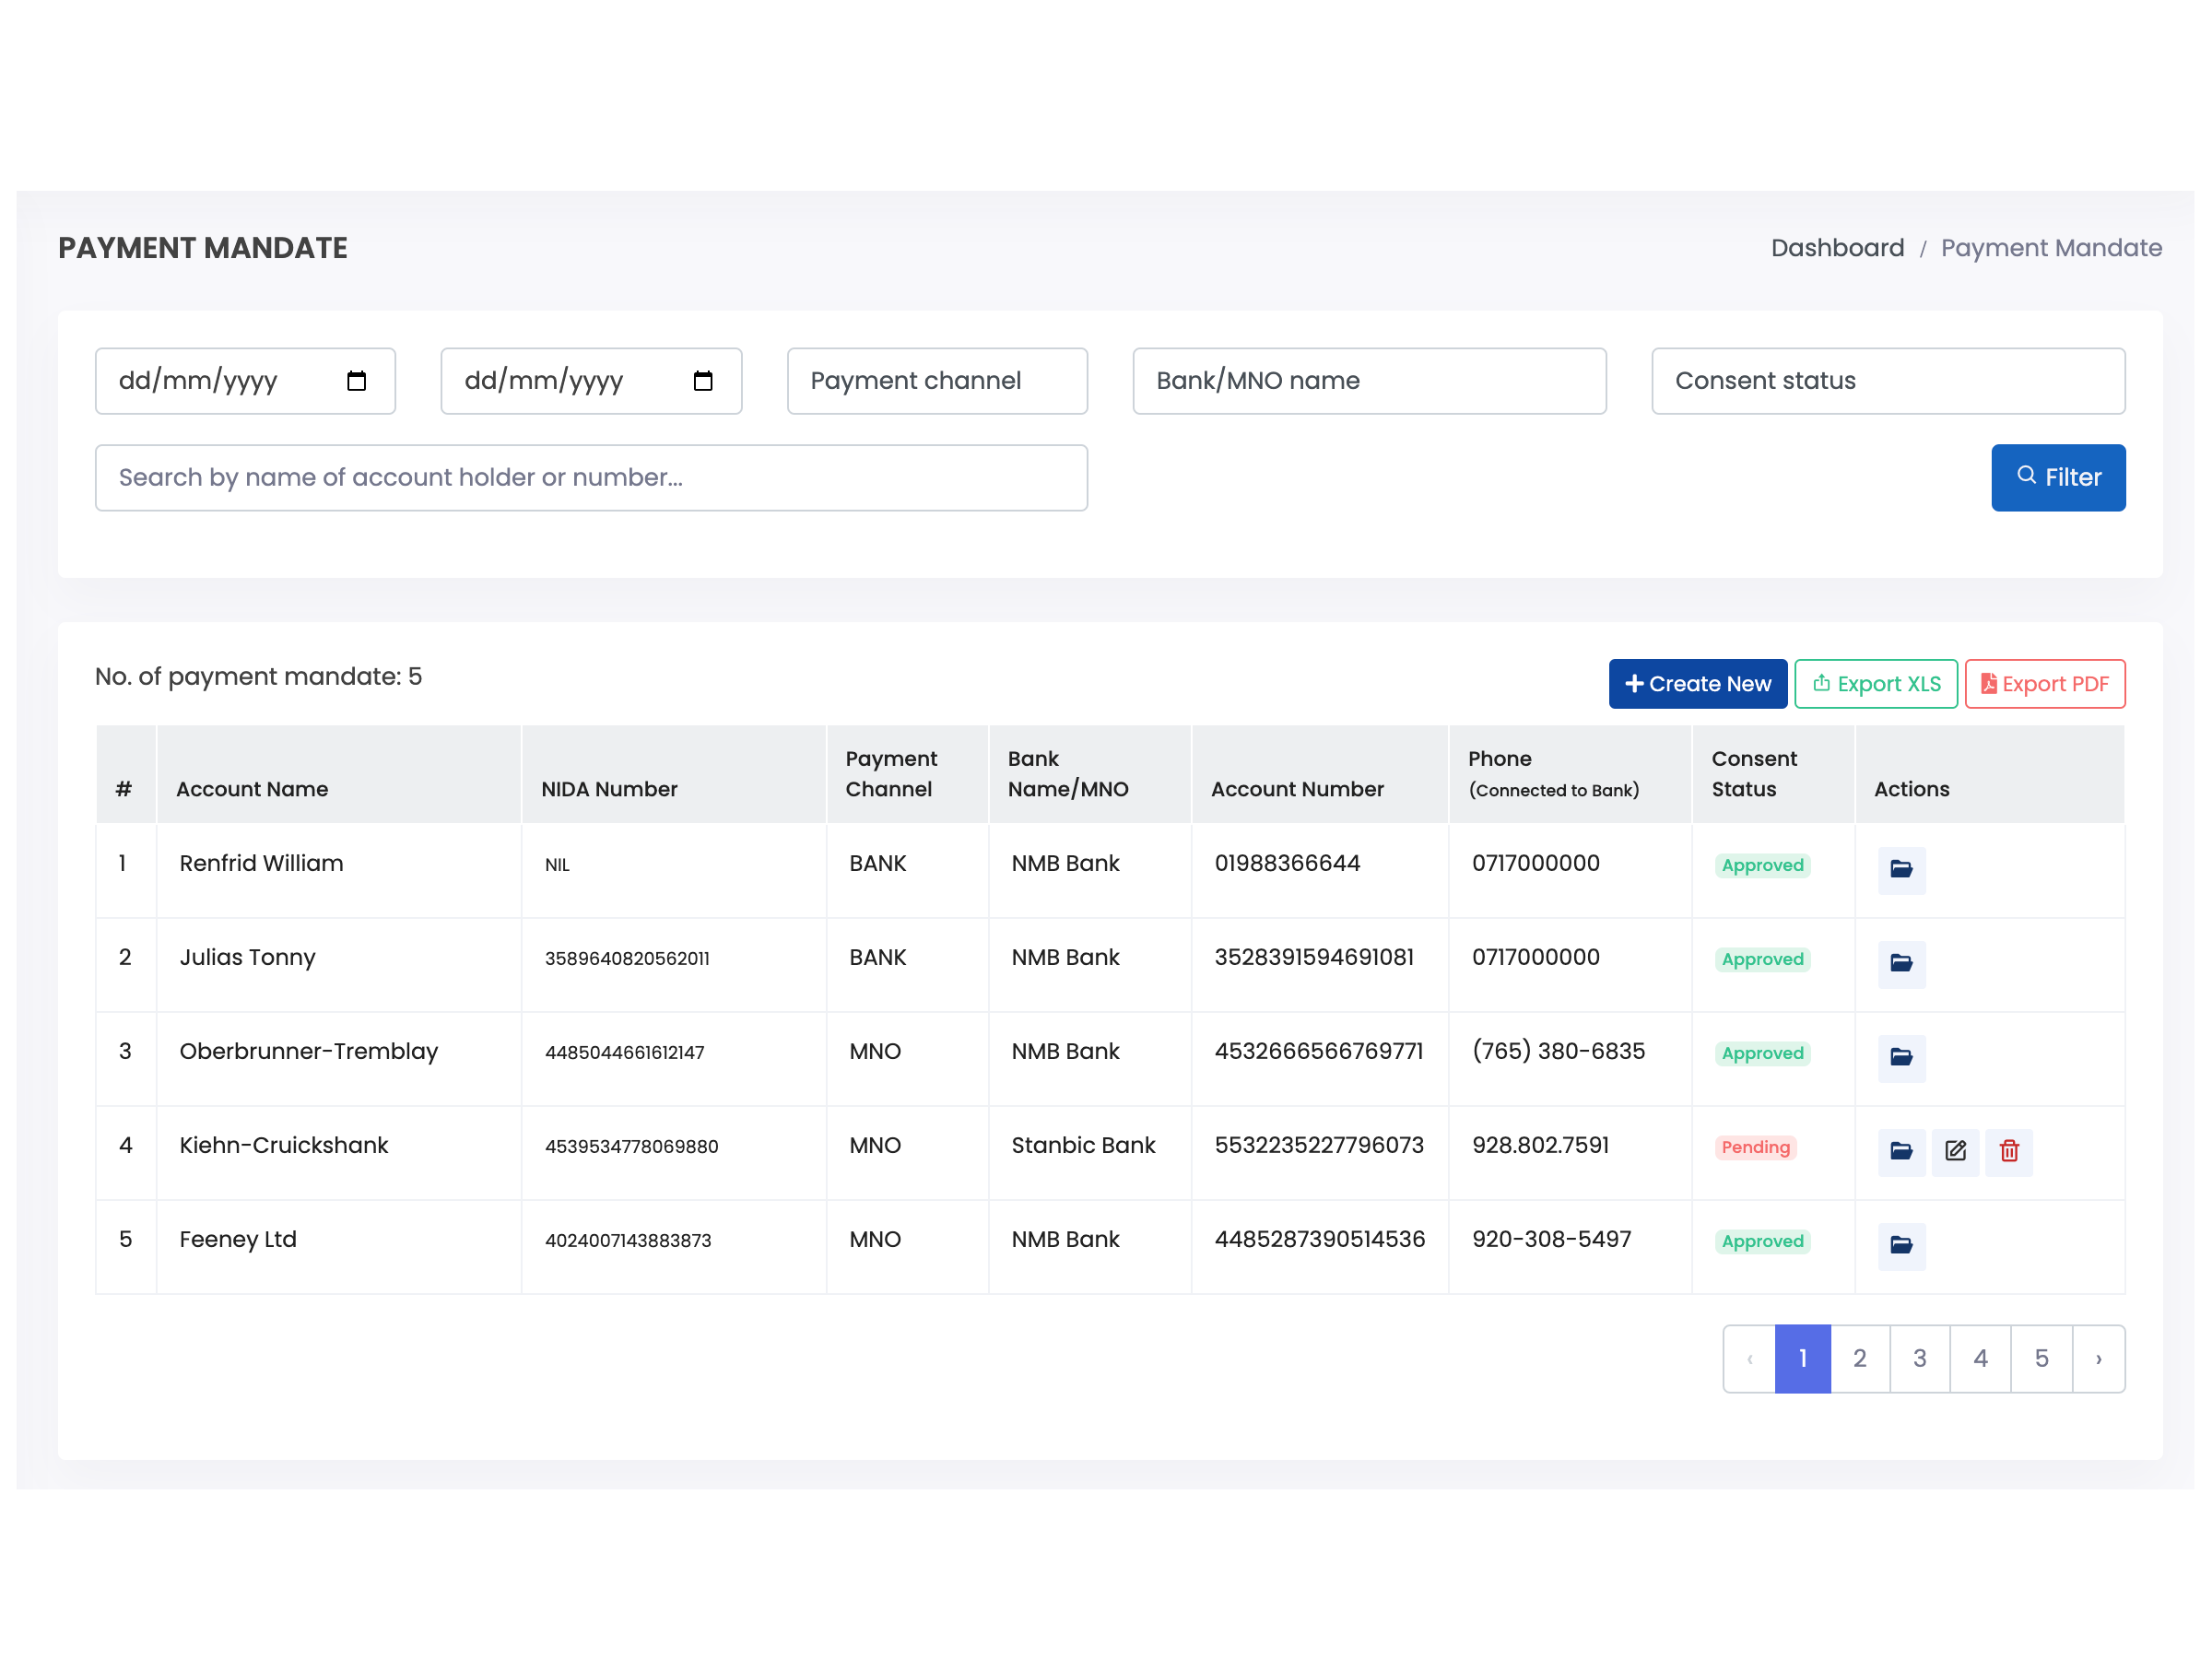 PAYMENT MANDATE
Dashboard / Payment Mandate
dd/mm/yyyy dd/mm/yyyy Payment channel Bank/MNO name Consent status
Search by name of account holder or number...
Filter
No. of payment mandate: 5
Create New Export XLS Export PDF
# Account Name NIDA Number Payment Channel Bank Name/MNO Account Number Phone (Connected to Bank) Consent Status Actions
1 Renfrid William NIL BANK NMB Bank 01988366644 0717000000 Approved
2 Julias Tonny 3589640820562011 BANK NMB Bank 3528391594691081 0717000000 Approved
3 Oberbrunner-Tremblay 4485044661612147 MNO NMB Bank 4532666566769771 (765) 380-6835 Approved
4 Kiehn-Cruickshank 4539534778069880 MNO Stanbic Bank 5532235227796073 928.802.7591 Pending
5 Feeney Ltd 4024007143883873 MNO NMB Bank 4485287390514536 920-308-5497 Approved
‹ 1 2 3 4 5 ›